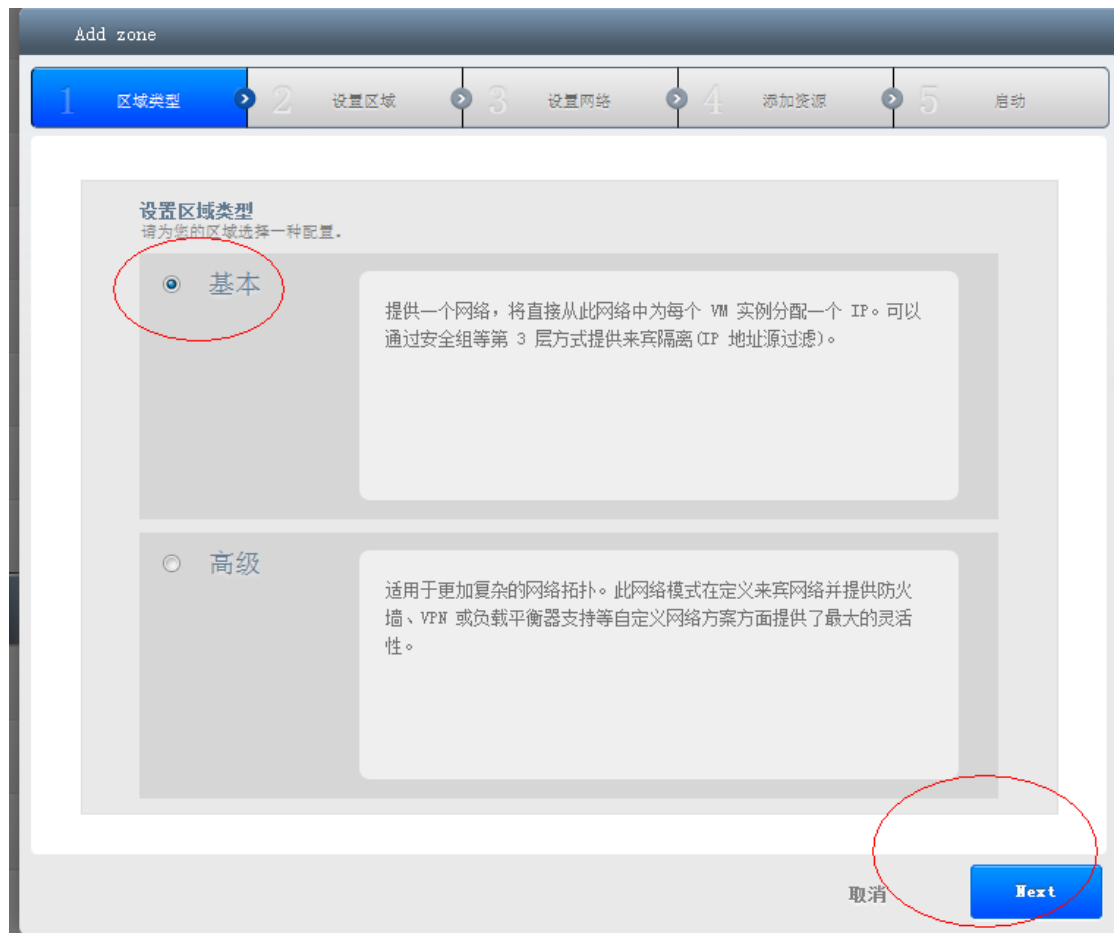 Add zone
1 区域类型 2 设置区域 3 设置网络 4 添加资源 5 启动
设置区域类型
请为您的区域选择一种配置。
基本
提供一个网络，将直接从此网络中为每个 VM 实例分配一个 IP。可以
通过安全组等第 3 层方式提供来宾隔离(IP 地址源过滤)。
高级
适用于更加复杂的网络拓扑。此网络模式在定义来宾网络并提供防火
墙、VPN 或负载平衡器支持等自定义网络方案方面提供了最大的灵活
性。
取消 Next